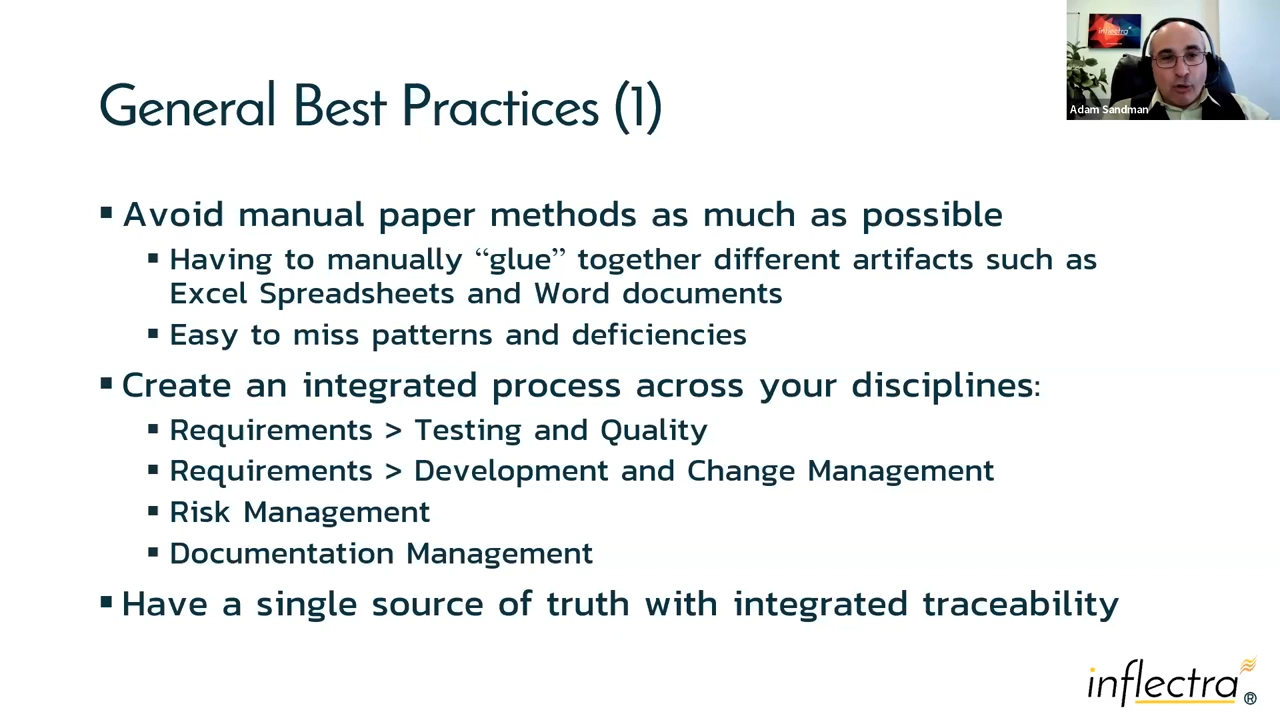 General Best Practices (1)
▪ Avoid manual paper methods as much as possible
▪ Having to manually “glue” together different artifacts such as
Excel Spreadsheets and Word documents
▪ Easy to miss patterns and deficiencies
▪ Create an integrated process across your disciplines:
▪ Requirements > Testing and Quality
▪ Requirements > Development and Change Management
▪ Risk Management
▪ Documentation Management
▪ Have a single source of truth with integrated traceability
inflectra
Adam Sandman
inflectra®